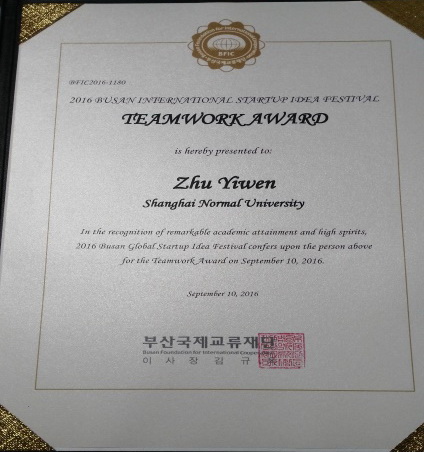 BFIC
BFIC2016-1180
2016 BUSAN INTERNATIONAL STARTUP IDEA FESTIVAL
TEAMWORK AWARD
is hereby presented to:
Zhu Yiwen
Shanghai Normal University
In the recognition of remarkable academic attainment and high spirits,
2016 Busan Global Startup Idea Festival confers upon the person above
for the Teamwork Award on September 10, 2016.
September 10, 2016
부산국제교류재단
Busan Foundation for International Cooperation
이 사 장 김 규